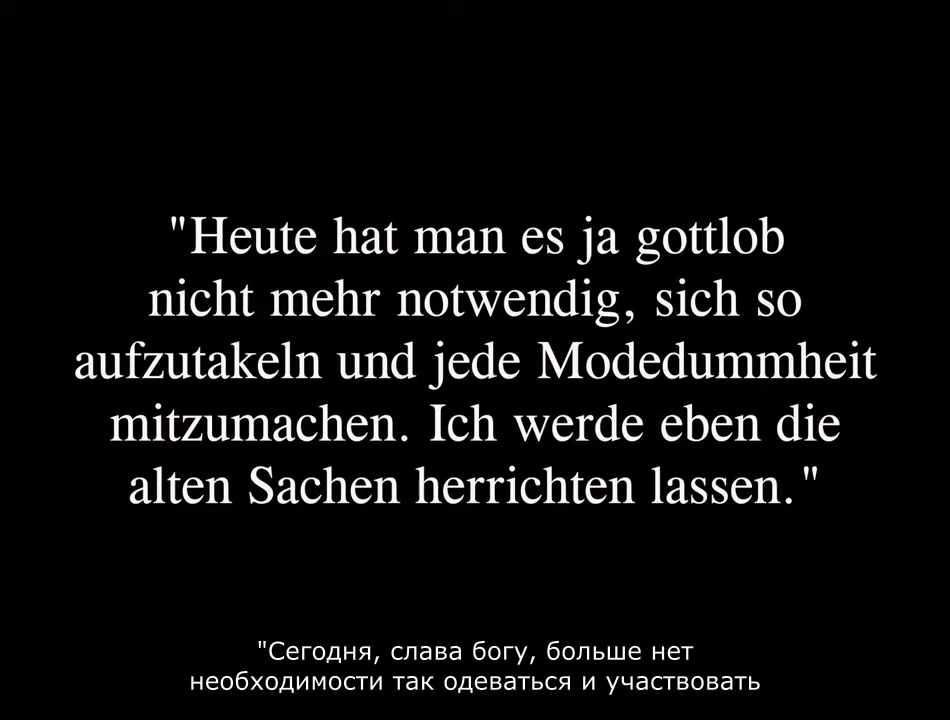 "Heute hat man es ja gottlob
nicht mehr notwendig, sich so
aufzutakeln und jede Modedummheit
mitzumachen. Ich werde eben die
alten Sachen herrichten lassen."
"Сегодня, слава богу, больше нет
необходимости так одеваться и участвовать